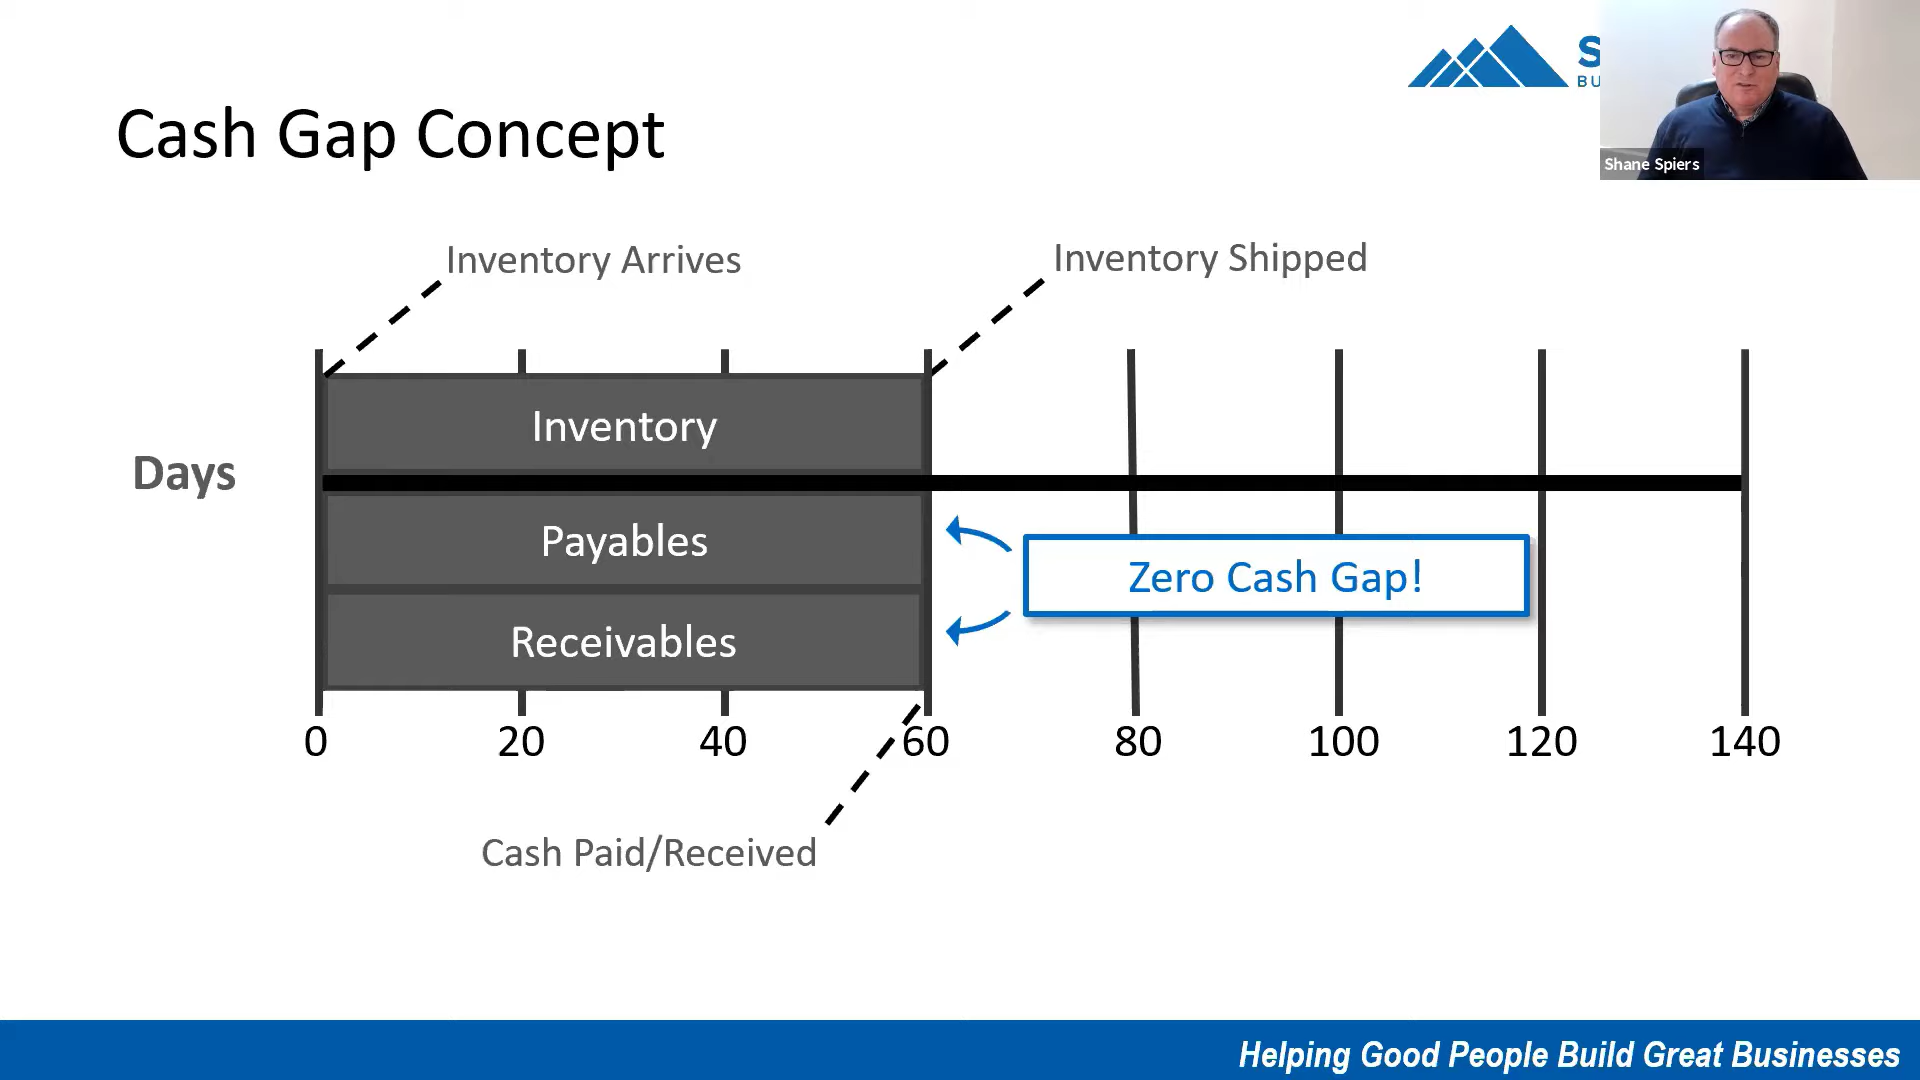 S
BU
Shane Spiers
Cash Gap Concept
Inventory Arrives
Inventory Shipped
Inventory
Days
Payables
Zero Cash Gap!
Receivables
0 20 40 60 80 100 120 140
Cash Paid/Received
Helping Good People Build Great Businesses